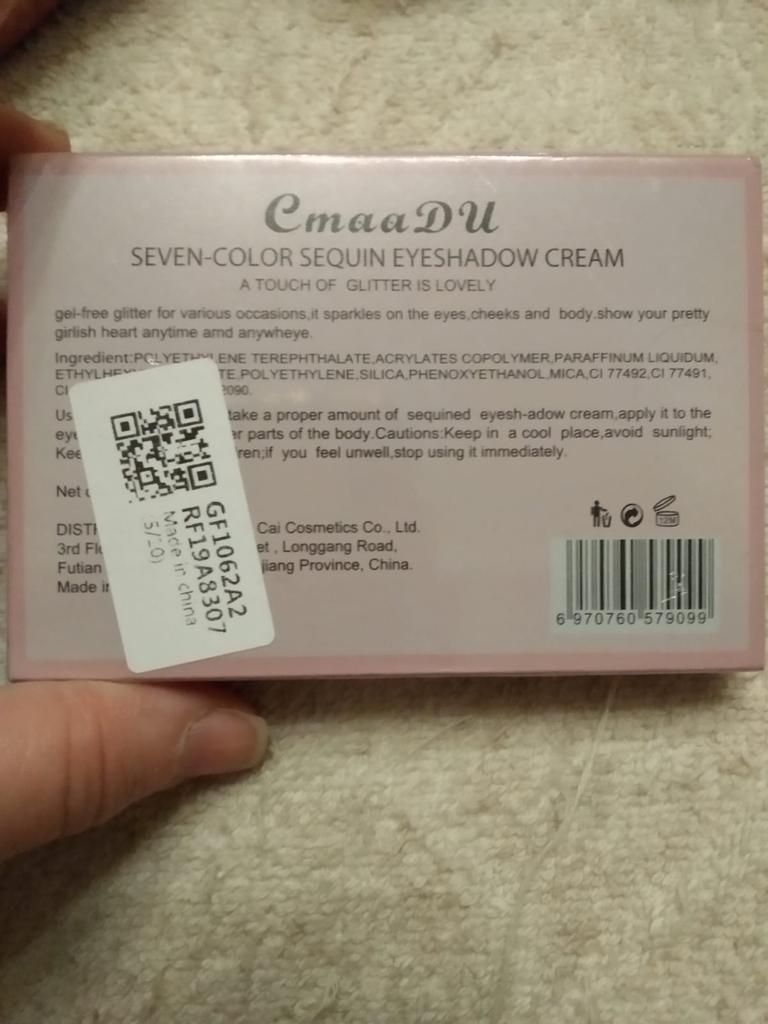 CmaaDU
SEVEN-COLOR SEQUIN EYESHADOW CREAM
A TOUCH OF GLITTER IS LOVELY
gel-free glitter for various occasions,it sparkles on the eyes,cheeks and body.show your pretty
girlish heart anytime amd anywheye.
Ingredient:POLYETHYLENE TEREPHTHALATE,ACRYLATES COPOLYMER,PARAFFINUM LIQUIDUM,
POLYETHYLENE,SILICA,PHENOXYETHANOL,MICA,CI 77492,CI 77491,
CI
take a proper amount of sequined eyesh-adow cream,apply it to the
parts of the body.Cautions:Keep in a cool place,avoid sunlight;
if you feel unwell,stop using it immediately.
Net
Cai Cosmetics Co., Ltd.
3rd , Longgang Road,
Futian Province, China.
Made
12M
6 970760 579099
GF1062A2
RF19A8307
Made in china